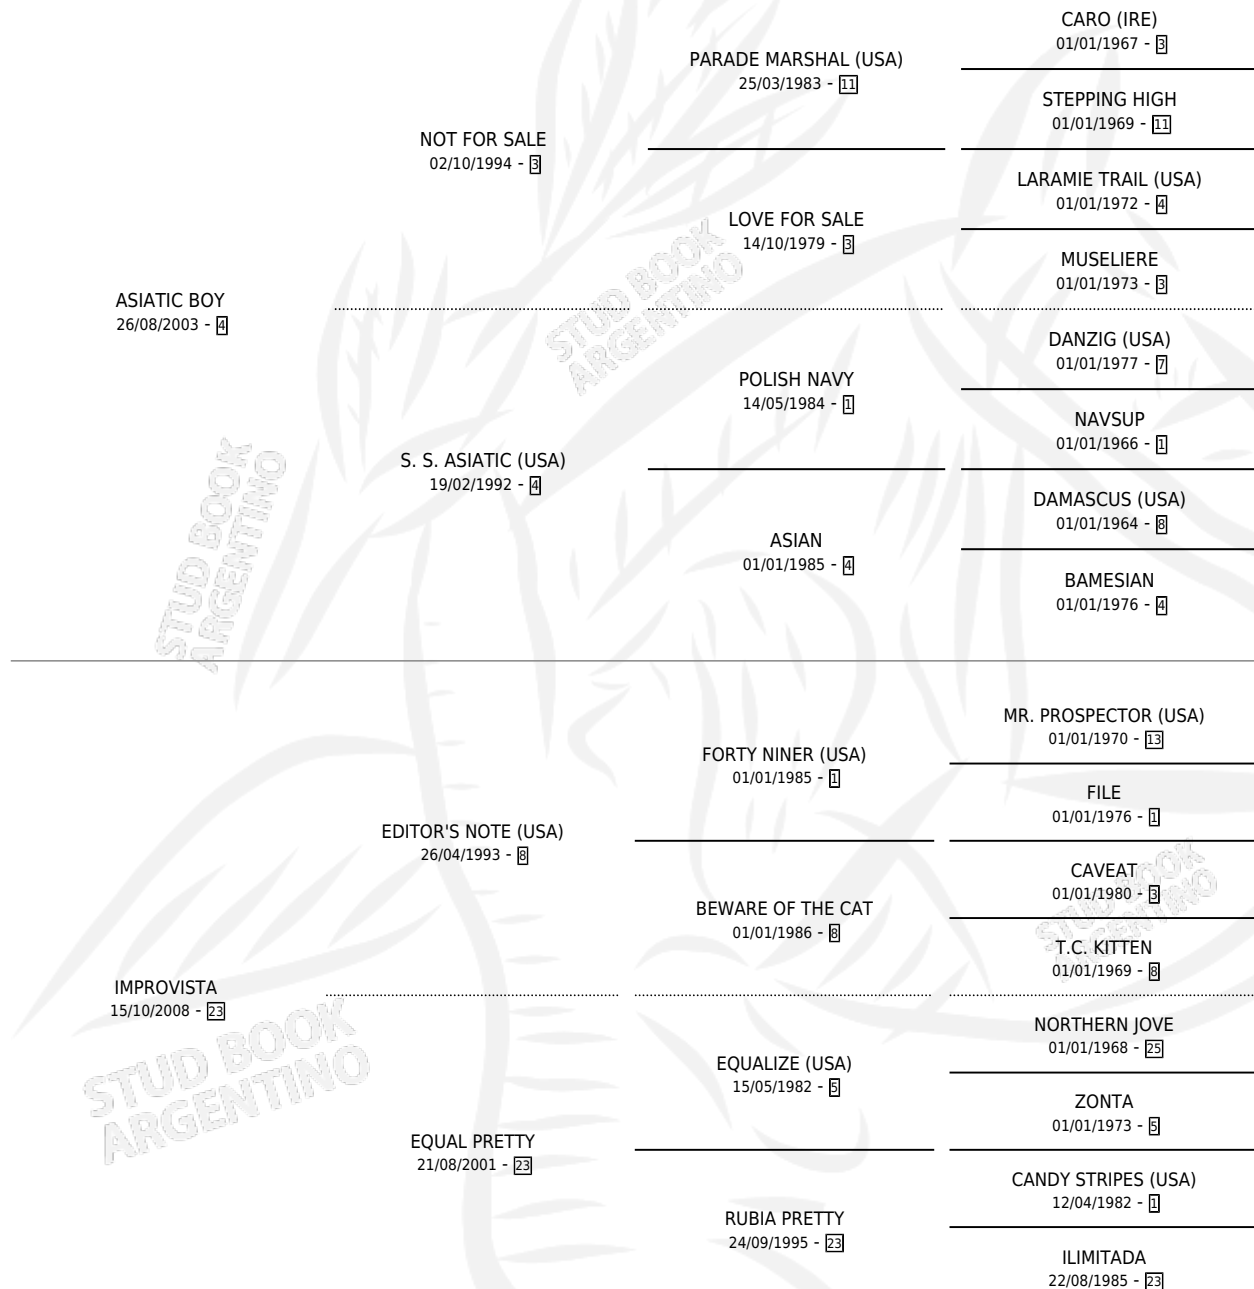 CARO (IRE)
01/01/1967 - 3
PARADE MARSHAL (USA)
25/03/1983 - 11
STEPPING HIGH
01/01/1969 - 11
NOT FOR SALE
02/10/1994 - 3
LARAMIE TRAIL (USA)
01/01/1972 - 4
LOVE FOR SALE
14/10/1979 - 3
MUSELIERE
01/01/1973 - 3
ASIATIC BOY
26/08/2003 - 4
DANZIG (USA)
01/01/1977 - 7
POLISH NAVY
14/05/1984 - 1
NAVSUP
01/01/1966 - 1
S. S. ASIATIC (USA)
19/02/1992 - 4
DAMASCUS (USA)
01/01/1964 - 8
ASIAN
01/01/1985 - 4
BAMESIAN
01/01/1976 - 4
STUD BOOK
ARGENTINO
STUD BOOK
ARGENTINO
MR. PROSPECTOR (USA)
01/01/1970 - 13
FORTY NINER (USA)
01/01/1985 - 1
FILE
01/01/1976 - 1
EDITOR'S NOTE (USA)
26/04/1993 - 8
CAVEAT
01/01/1980 - 3
BEWARE OF THE CAT
01/01/1986 - 8
T.C. KITTEN
01/01/1969 - 8
IMPROVISTA
15/10/2008 - 23
NORTHERN JOVE
01/01/1968 - 25
EQUALIZE (USA)
15/05/1982 - 5
ZONTA
01/01/1973 - 5
EQUAL PRETTY
21/08/2001 - 23
CANDY STRIPES (USA)
12/04/1982 - 1
RUBIA PRETTY
24/09/1995 - 23
ILIMITADA
22/08/1985 - 23
STUD BOOK
ARGENTINO
STUD BOOK
ARGENTINO